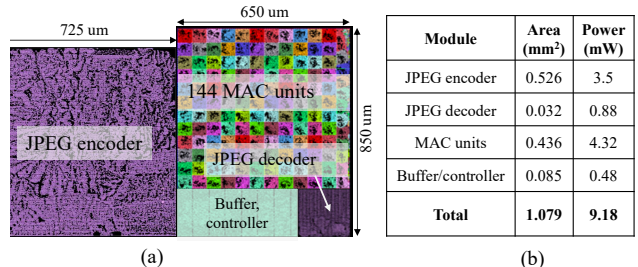 650 um
725 um
144 MAC units
850 um
JPEG encoder
JPEG decoder
Buffer,
controller
(a)
Module Area (mm²) Power (mW)
JPEG encoder 0.526 3.5
JPEG decoder 0.032 0.88
MAC units 0.436 4.32
Buffer/controller 0.085 0.48
Total 1.079 9.18
(b)